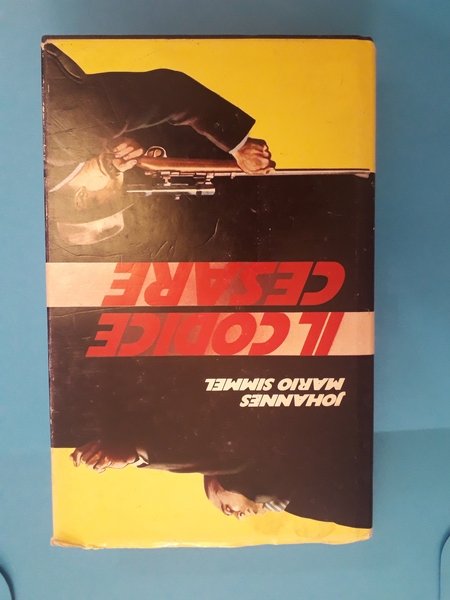 JOHANNES
MARIO SIMMEL
IL CODICE
CESARE